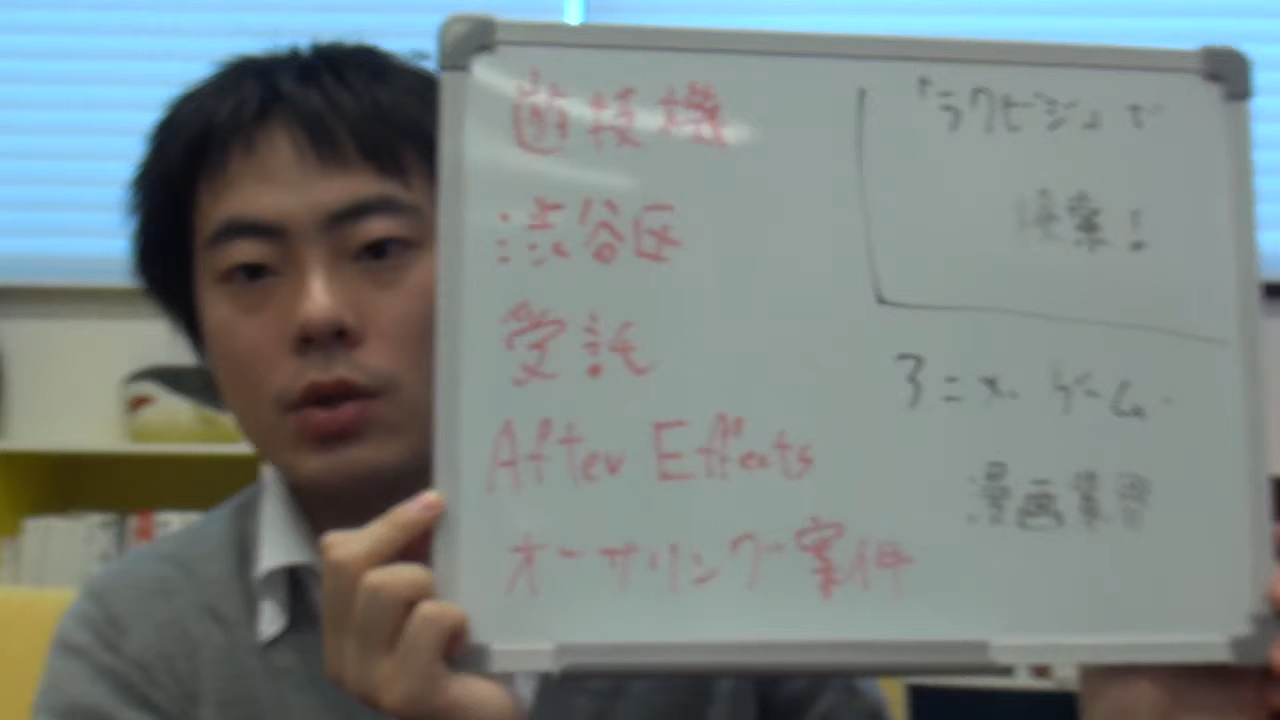 遊技機
渋谷区
受託
After Effects
オーサリング案件
「ラクビジュで
検索!
アニメ ゲーム
漫画業界